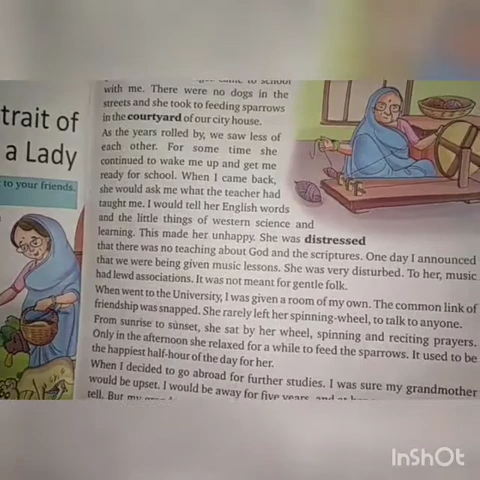 trait of
a Lady
to your friends.
came to school
with me. There were no dogs in the
streets and she took to feeding sparrows
in the courtyard of our city house.
As the years rolled by, we saw less of
each other. For some time she
continued to wake me up and get me
ready for school. When I came back,
she would ask me what the teacher had
taught me. I would tell her English words
and the little things of western science and
learning. This made her unhappy. She was distressed
that there was no teaching about God and the scriptures. One day I announced
that we were being given music lessons. She was very disturbed. To her, music
had lewd associations. It was not meant for gentle folk.
When went to the University, I was given a room of my own. The common link of
friendship was snapped. She rarely left her spinning-wheel, to talk to anyone.
From sunrise to sunset, she sat by her wheel, spinning and reciting prayers.
Only in the afternoon she relaxed for a while to feed the sparrows. It used to be
the happiest half-hour of the day for her.
When I decided to go abroad for further studies. I was sure my grandmother
would be upset. I would be away for five years, and
tell. But my
InShOt